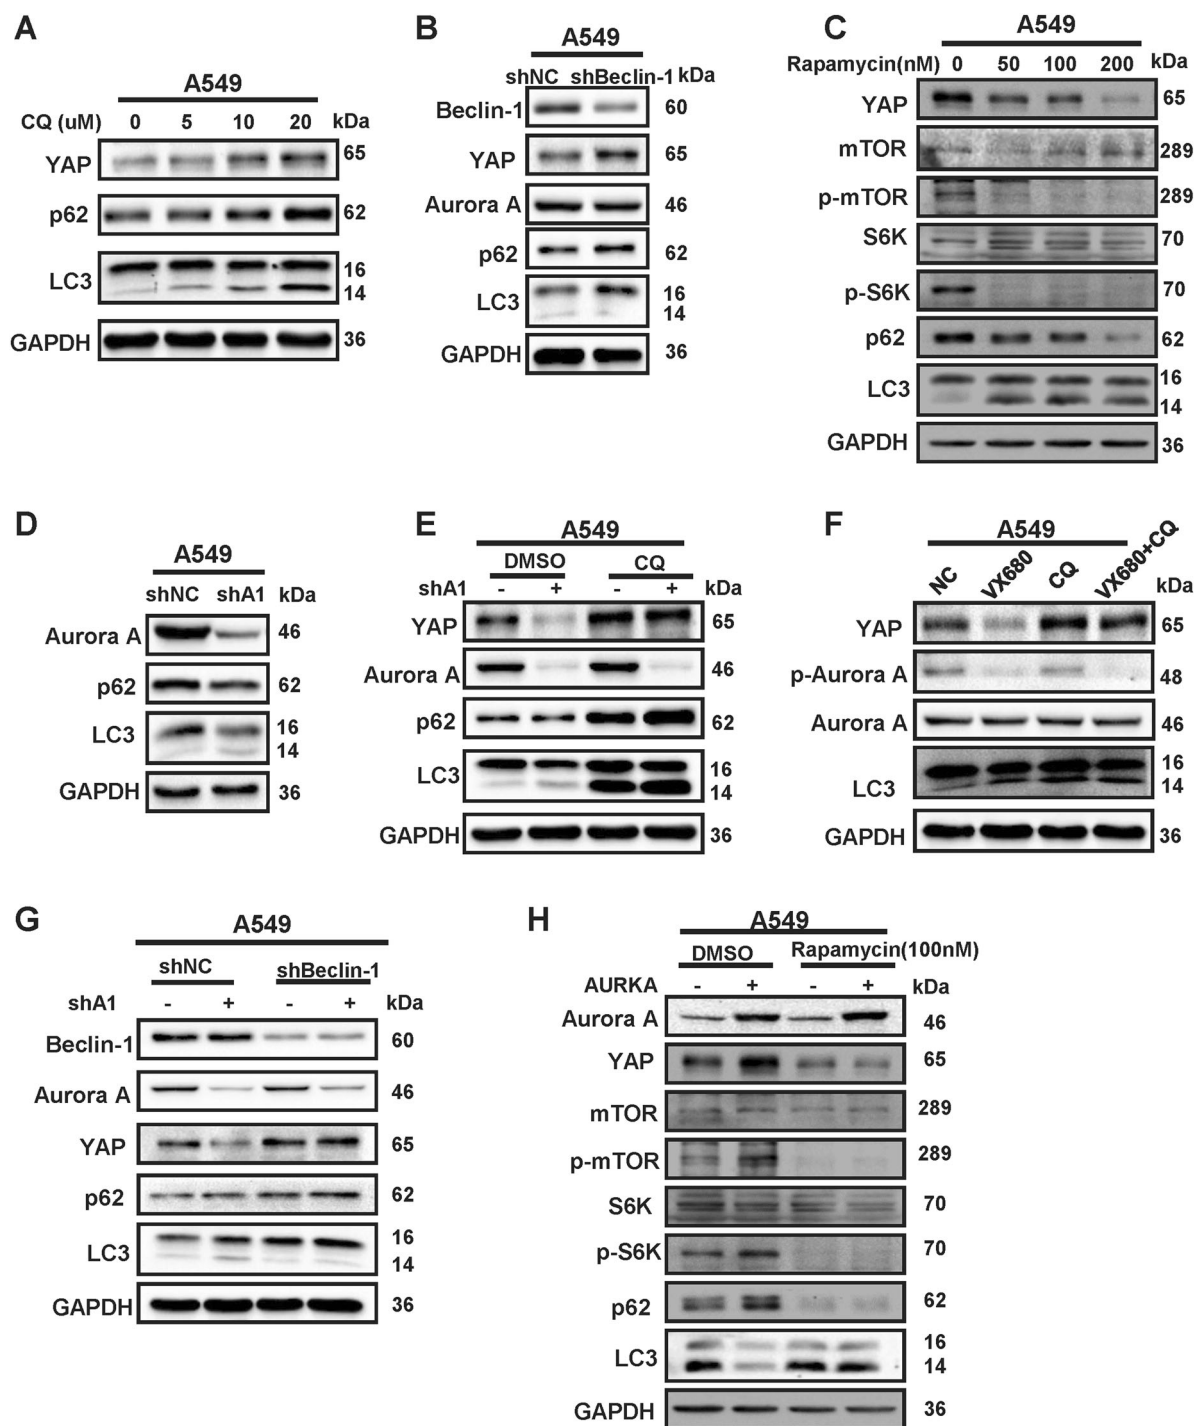 A
A549
CQ (uM) 0 5 10 20 kDa
YAP 65
p62 62
LC3 16
14
GAPDH 36
B
A549
shNC shBeclin-1 kDa
Beclin-1 60
YAP 65
Aurora A 46
p62 62
LC3 16
14
GAPDH 36
C
A549
Rapamycin(nM) 0 50 100 200 kDa
YAP 65
mTOR 289
p-mTOR 289
S6K 70
p-S6K 70
p62 62
LC3 16
14
GAPDH 36
D
A549
shNC shA1 kDa
Aurora A 46
p62 62
LC3 16
14
GAPDH 36
E
A549
DMSO CQ
shA1 - + - + kDa
YAP 65
Aurora A 46
p62 62
LC3 16
14
GAPDH 36
F
A549
NC VX680 CQ VX680+CQ kDa
YAP 65
p-Aurora A 48
Aurora A 46
LC3 16
14
GAPDH 36
G
A549
shNC shBeclin-1
shA1 - + - + kDa
Beclin-1 60
Aurora A 46
YAP 65
p62 62
LC3 16
14
GAPDH 36
H
A549
DMSO Rapamycin(100nM)
AURKA - + - + kDa
Aurora A 46
YAP 65
mTOR 289
p-mTOR 289
S6K 70
p-S6K 70
p62 62
LC3 16
14
GAPDH 36